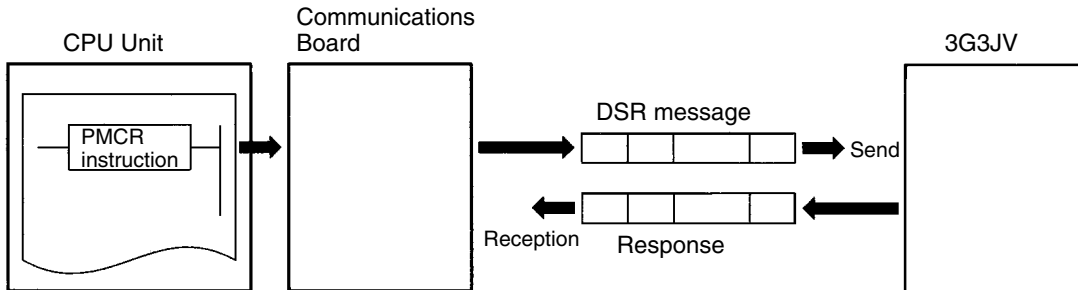 Communications
Board
CPU Unit
3G3JV
PMCR
instruction
DSR message
Send
Reception
Response